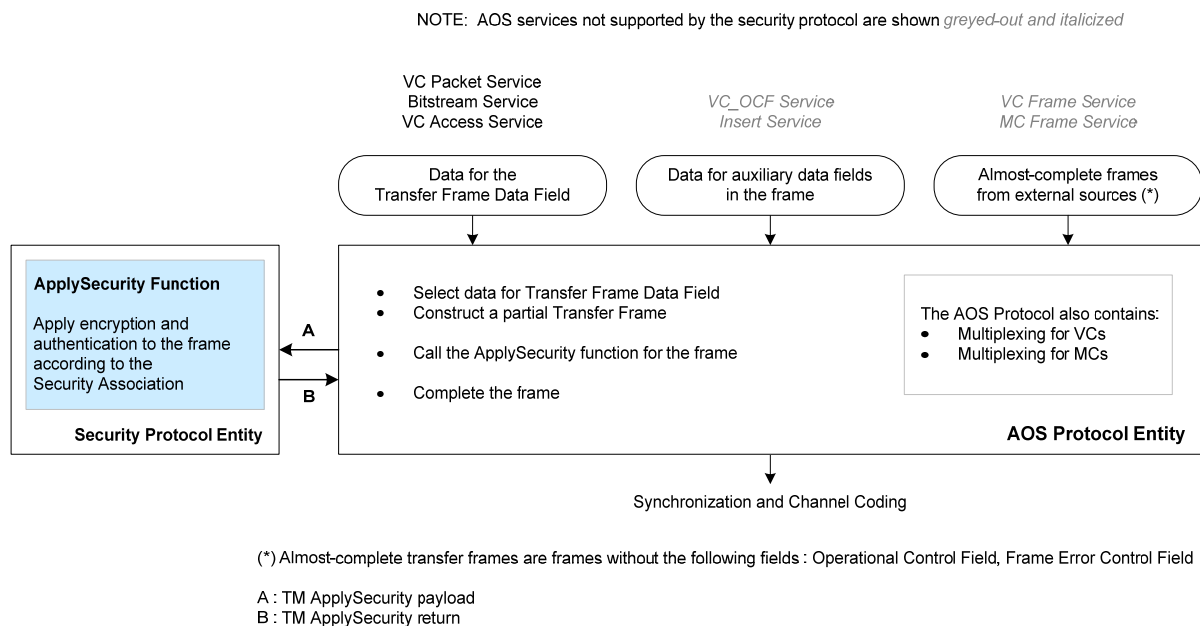 NOTE: AOS services not supported by the security protocol are shown greyed-out and italicized
VC Packet Service
Bitstream Service
VC Access Service
VC_OCF Service
Insert Service
VC Frame Service
MC Frame Service
Data for the
Transfer Frame Data Field
Data for auxiliary data fields
in the frame
Almost-complete frames
from external sources (*)
ApplySecurity Function
Apply encryption and
authentication to the frame
according to the
Security Association
Security Protocol Entity
A
B
• Select data for Transfer Frame Data Field
• Construct a partial Transfer Frame
• Call the ApplySecurity function for the frame
• Complete the frame
The AOS Protocol also contains:
• Multiplexing for VCs
• Multiplexing for MCs
AOS Protocol Entity
Synchronization and Channel Coding
(*) Almost-complete transfer frames are frames without the following fields : Operational Control Field, Frame Error Control Field
A : TM ApplySecurity payload
B : TM ApplySecurity return